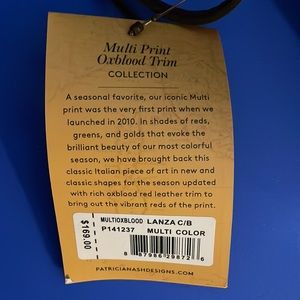 Multi Print
Oxblood Trim
COLLECTION
A seasonal favorite, our iconic Multi
print was the very first print when we
launched in 2010. In shades of reds,
greens, and golds that evoke the
brilliant beauty of our most colorful
season, we have brought back this
classic Italian piece of art in new and
classic shapes for the season updated
with rich oxblood red leather trim to
bring out the vibrant reds of the print.
$169.00
MULTIOXBLOOD LANZA C/B
P141237 MULTI COLOR
8 87986 29872 6
PATRICIANASHDESIGNS.COM